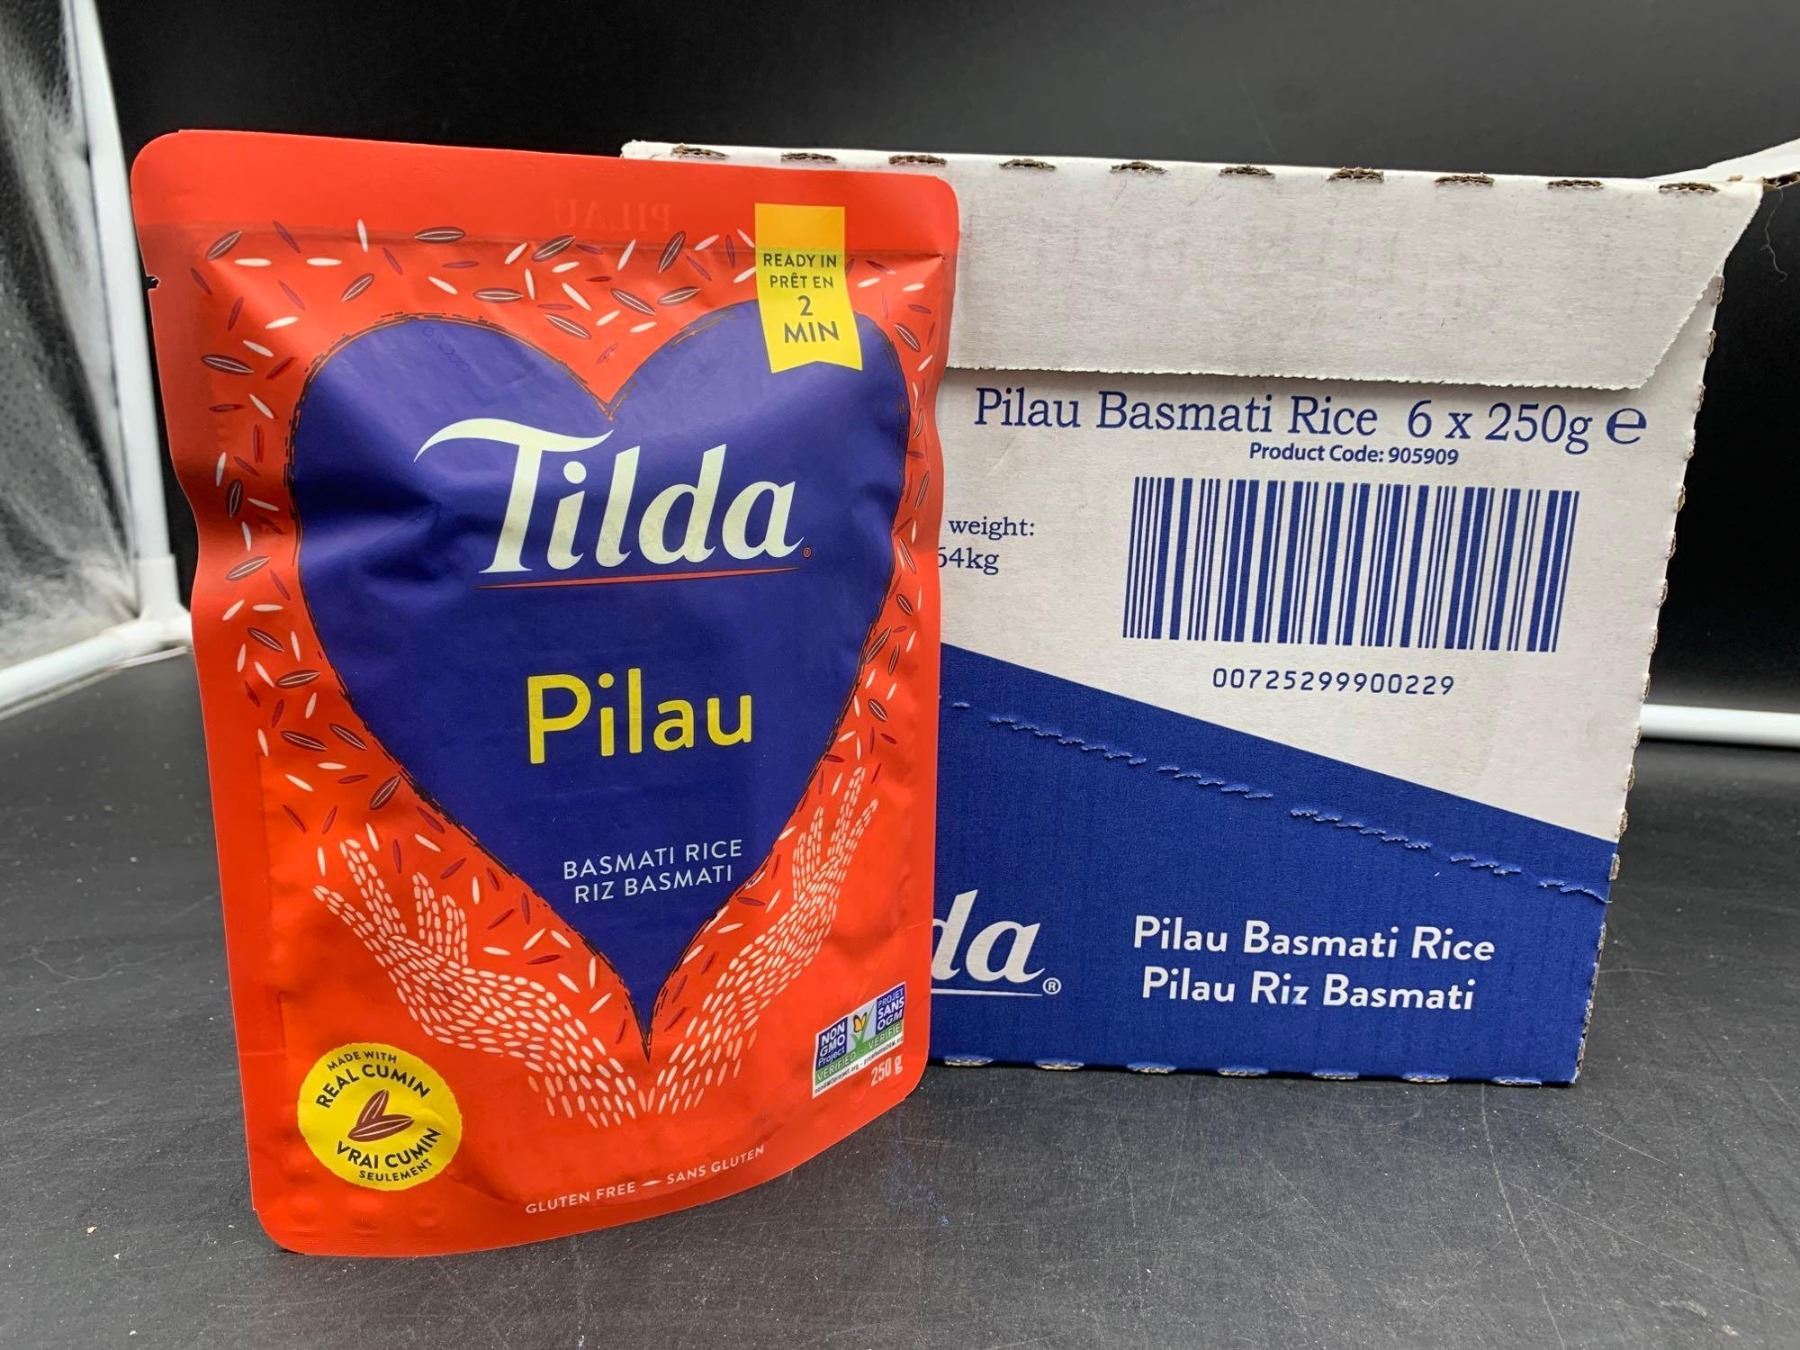 READY IN
PRÊT EN
2
MIN
Tilda
Pilau
BASMATI RICE
RIZ BASMATI
MADE WITH
REAL CUMIN
VRAI CUMIN
SEULEMENT
NON
GMO
Project
VERIFIED
PROJET
SANS
OGM
VÉRIFIÉ
250 g
GLUTEN FREE — SANS GLUTEN
Pilau Basmati Rice 6 x 250g ℮
Product Code: 905909
weight:
54kg
00725299900229
da®
Pilau Basmati Rice
Pilau Riz Basmati